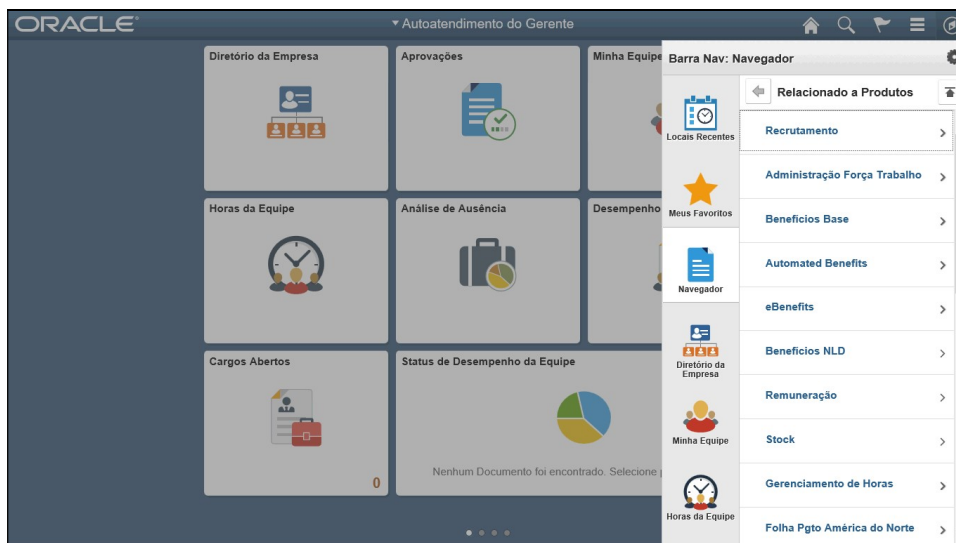 ORACLE
Autoatendimento do Gerente
Diretório da Empresa
Aprovações
Minha Equipe
Horas da Equipe
Análise de Ausência
Desempenho
Cargos Abertos
0
Status de Desempenho da Equipe
Nenhum Documento foi encontrado. Selecione
Barra Nav: Navegador
Locais Recentes
Meus Favoritos
Navegador
Diretório da
Empresa
Minha Equipe
Horas da Equipe
Relacionado a Produtos
Recrutamento
Administração Força Trabalho
Beneficios Base
Automated Benefits
eBenefits
Beneficios NLD
Remuneração
Stock
Gerenciamento de Horas
Folha Pgto América do Norte